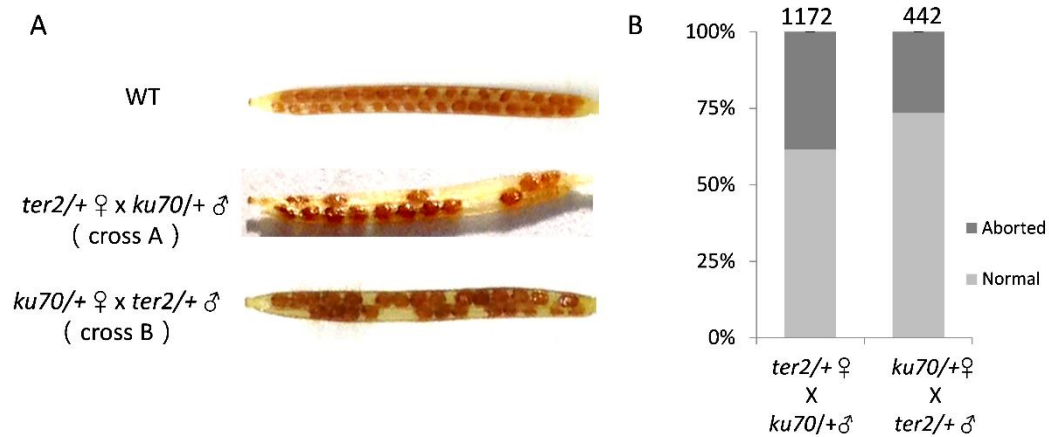 A
WT
ter2/+ ♀ x ku70/+ ♂
( cross A )
ku70/+ ♀ x ter2/+ ♂
( cross B )
B
1172 442
100%
75%
50%
25%
0%
Aborted
Normal
ter2/+ ♀
X
ku70/+♂
ku70/+♀
X
ter2/+ ♂